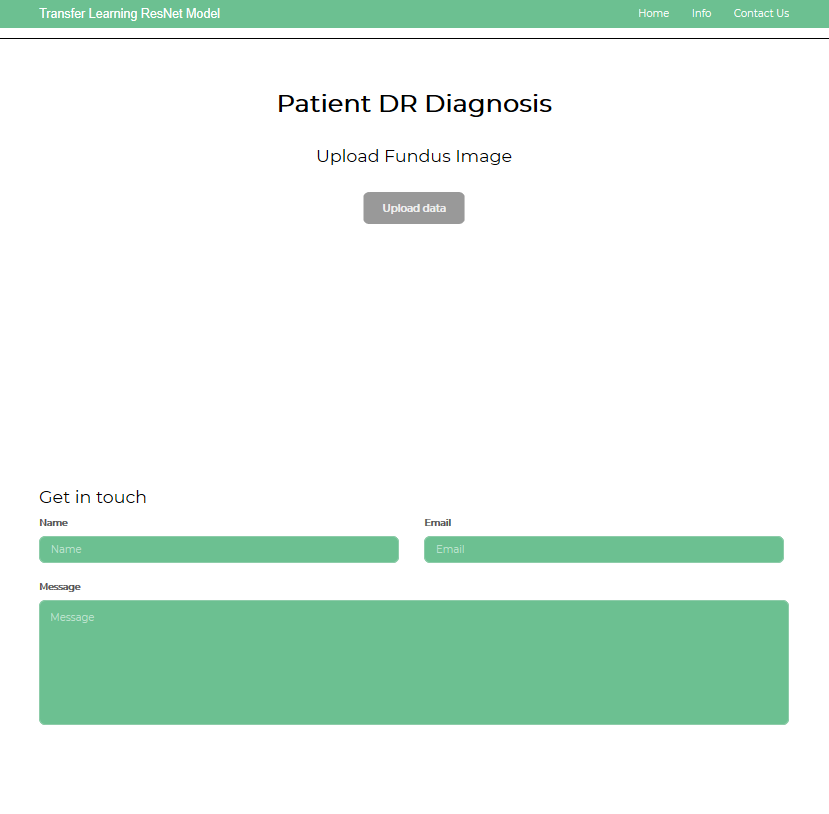 Transfer Learning ResNet Model
Home Info Contact Us
Patient DR Diagnosis
Upload Fundus Image
Upload data
Get in touch
Name
Email
Name
Email
Message
Message